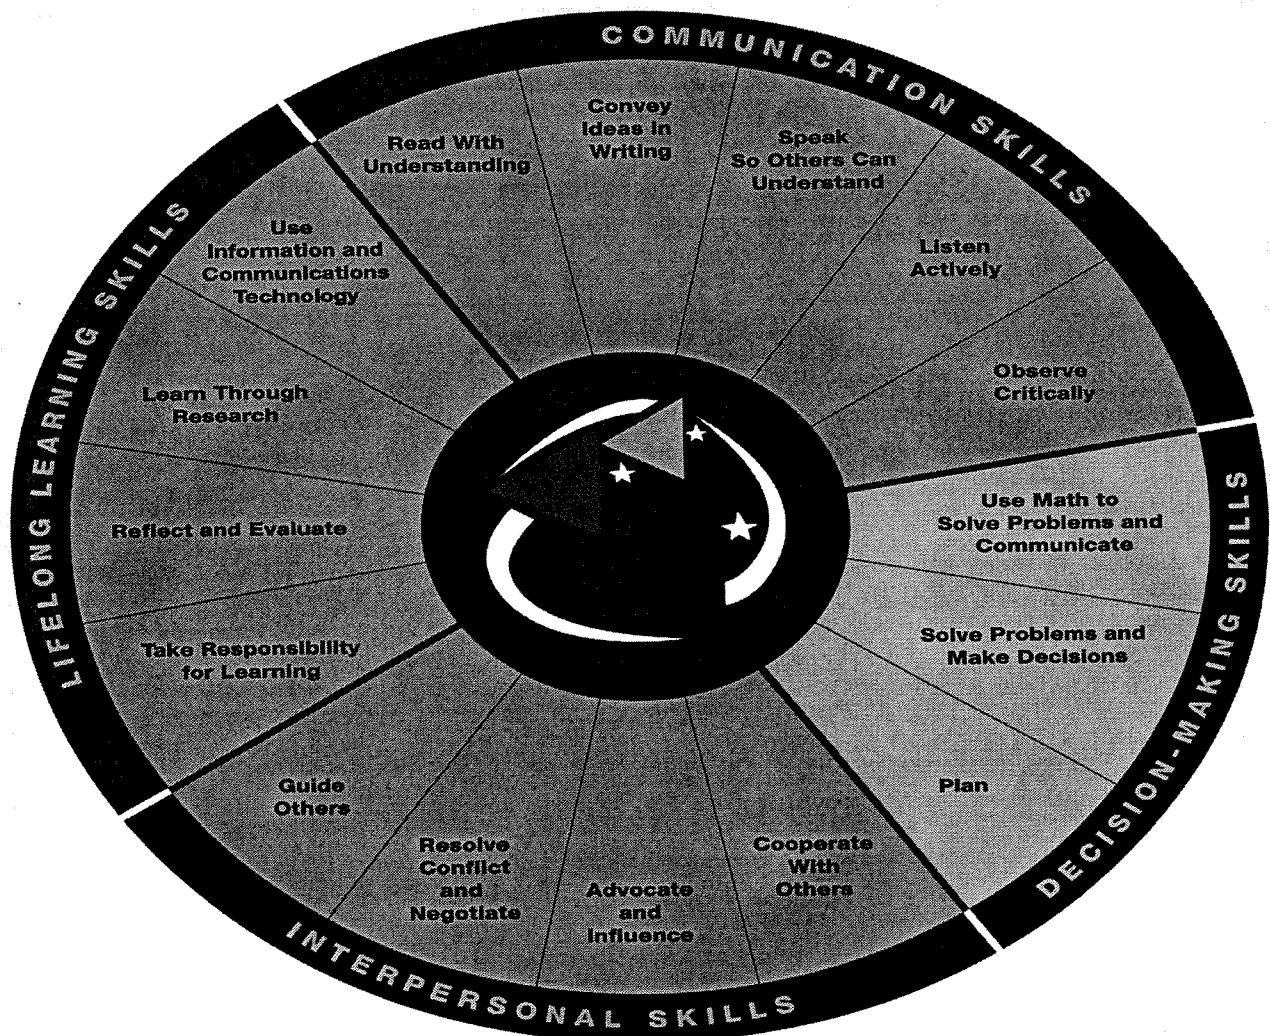 COMMUNICATION SKILLS
Read With
Understanding
Convey
Ideas in
Writing
Speak
So Others Can
Understand
Listen
Actively
Observe
Critically
DECISION-MAKING SKILLS
Use Math to
Solve Problems and
Communicate
Solve Problems and
Make Decisions
Plan
INTERPERSONAL SKILLS
Cooperate
With
Others
Advocate
and
Influence
Resolve
Conflict
and
Negotiate
Guide
Others
LIFELONG LEARNING SKILLS
Take Responsibility
for Learning
Reflect and Evaluate
Learn Through
Research
Use
Information and
Communications
Technology